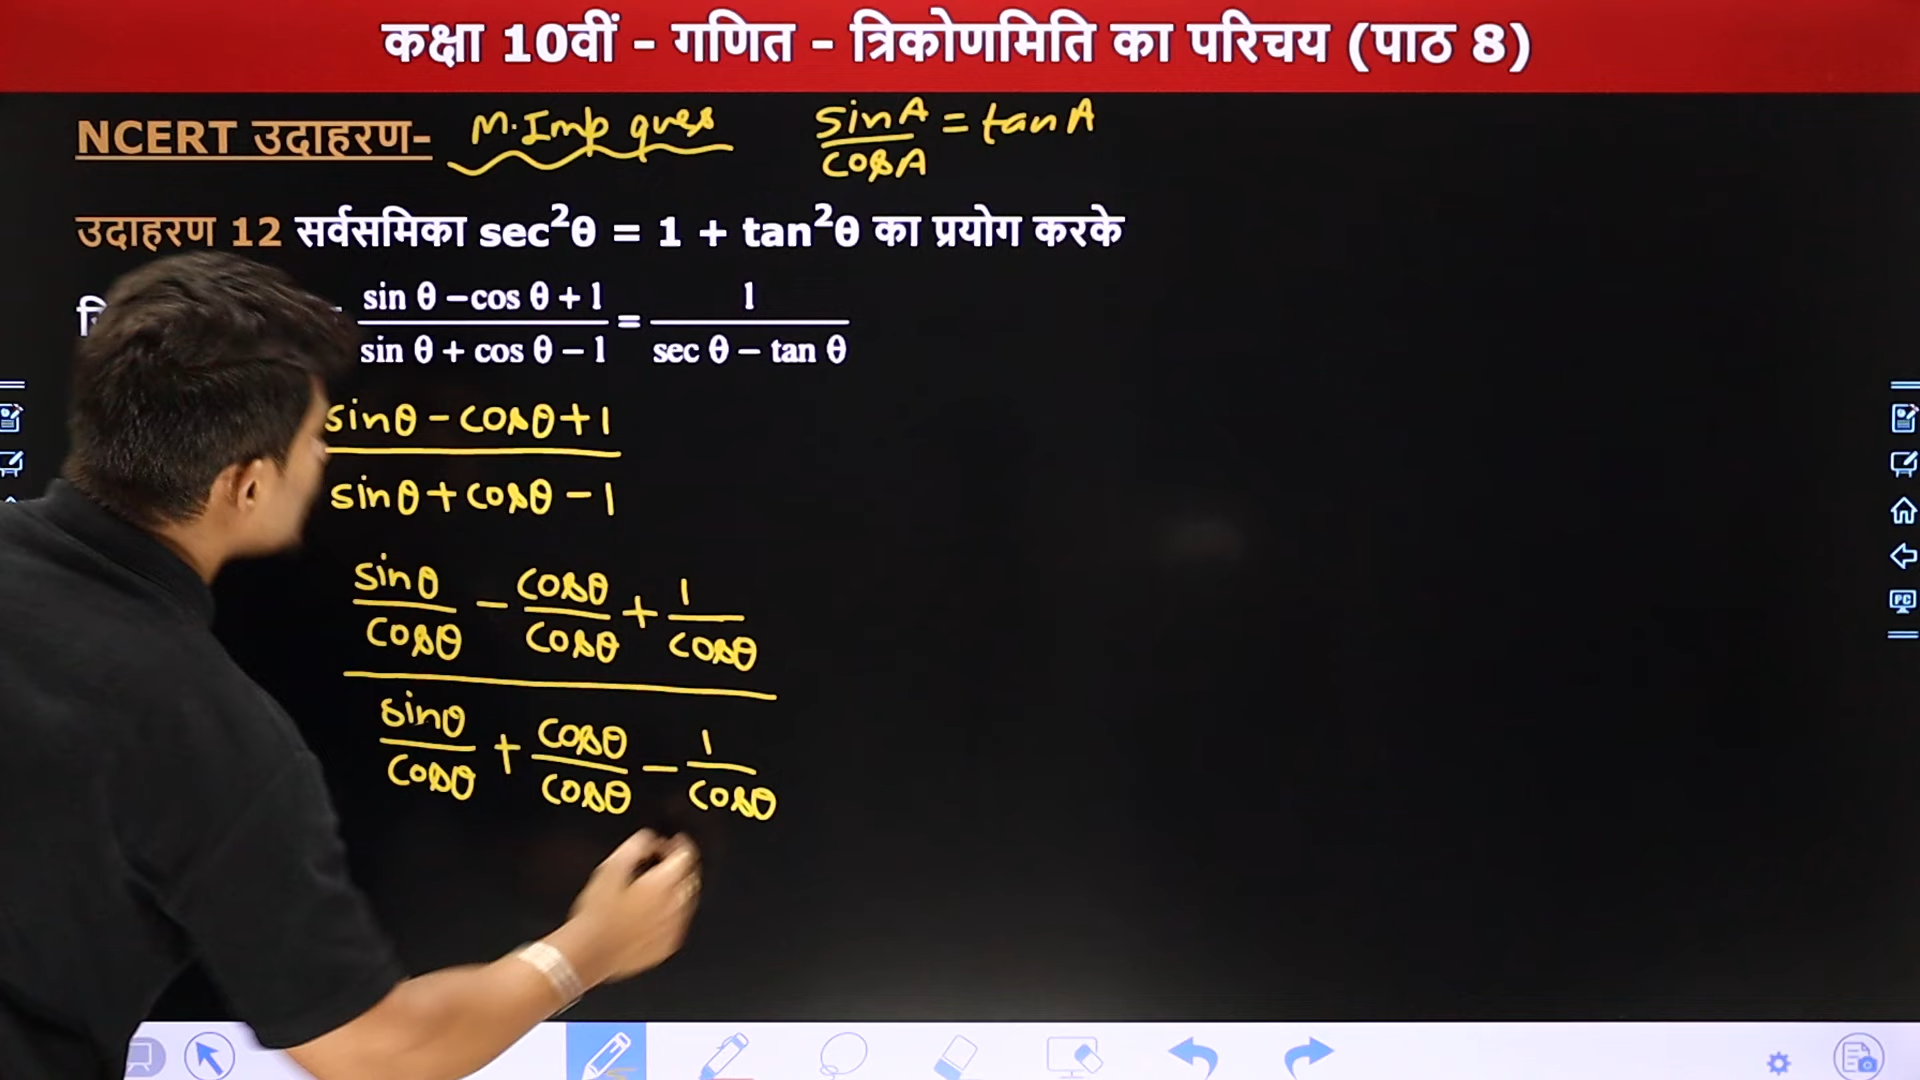 कक्षा 10वीं - गणित - त्रिकोणमिति का परिचय (पाठ 8)
NCERT उदाहरण- M.Imp ques sinA/cosA = tanA
उदाहरण 12 सर्वसमिका sec²θ = 1 + tan²θ का प्रयोग करके
sin θ – cos θ + 1 / sin θ + cos θ – 1 = 1 / sec θ – tan θ
sinθ - cosθ + 1
sinθ + cosθ - 1
sinθ/cosθ - cosθ/cosθ + 1/cosθ
sinθ/cosθ + cosθ/cosθ - 1/cosθ
PC